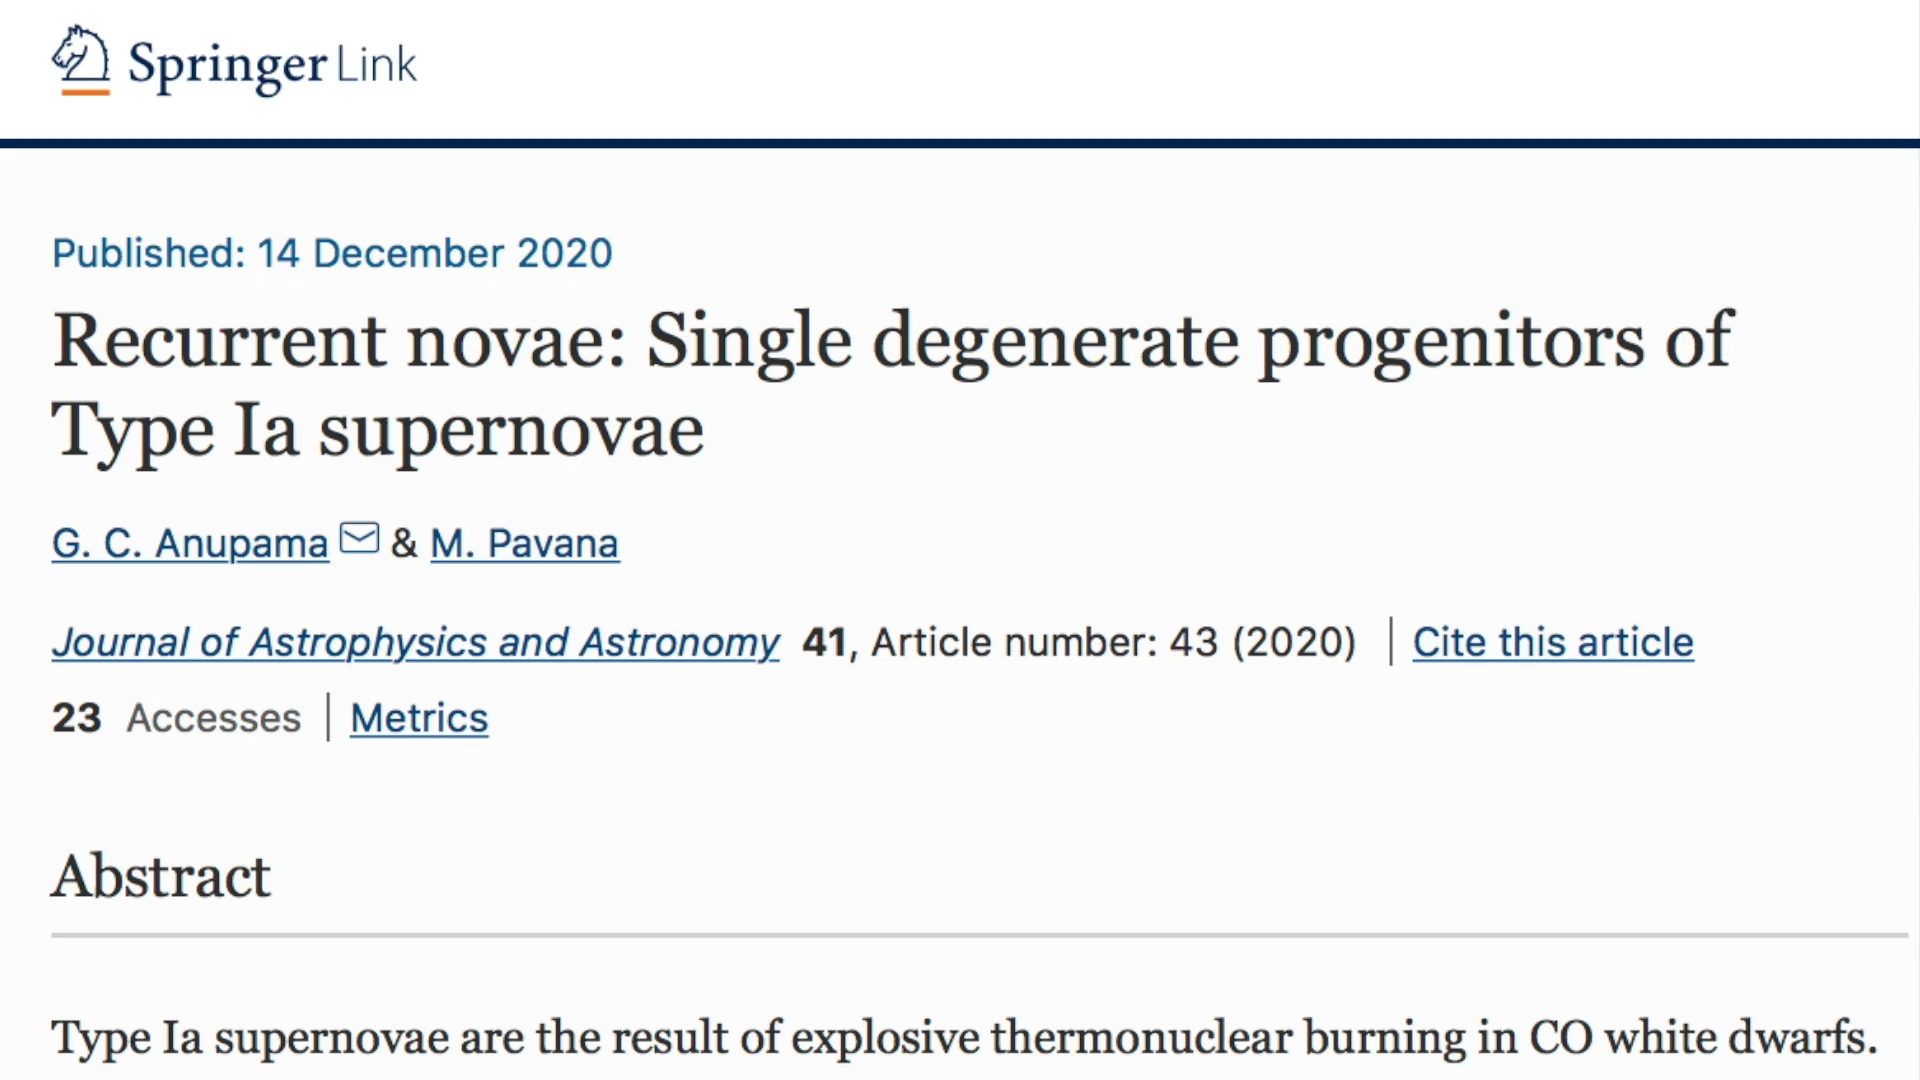 Springer Link
Published: 14 December 2020
Recurrent novae: Single degenerate progenitors of
Type Ia supernovae
G. C. Anupama & M. Pavana
Journal of Astrophysics and Astronomy 41, Article number: 43 (2020) | Cite this article
23 Accesses | Metrics
Abstract
Type Ia supernovae are the result of explosive thermonuclear burning in CO white dwarfs.